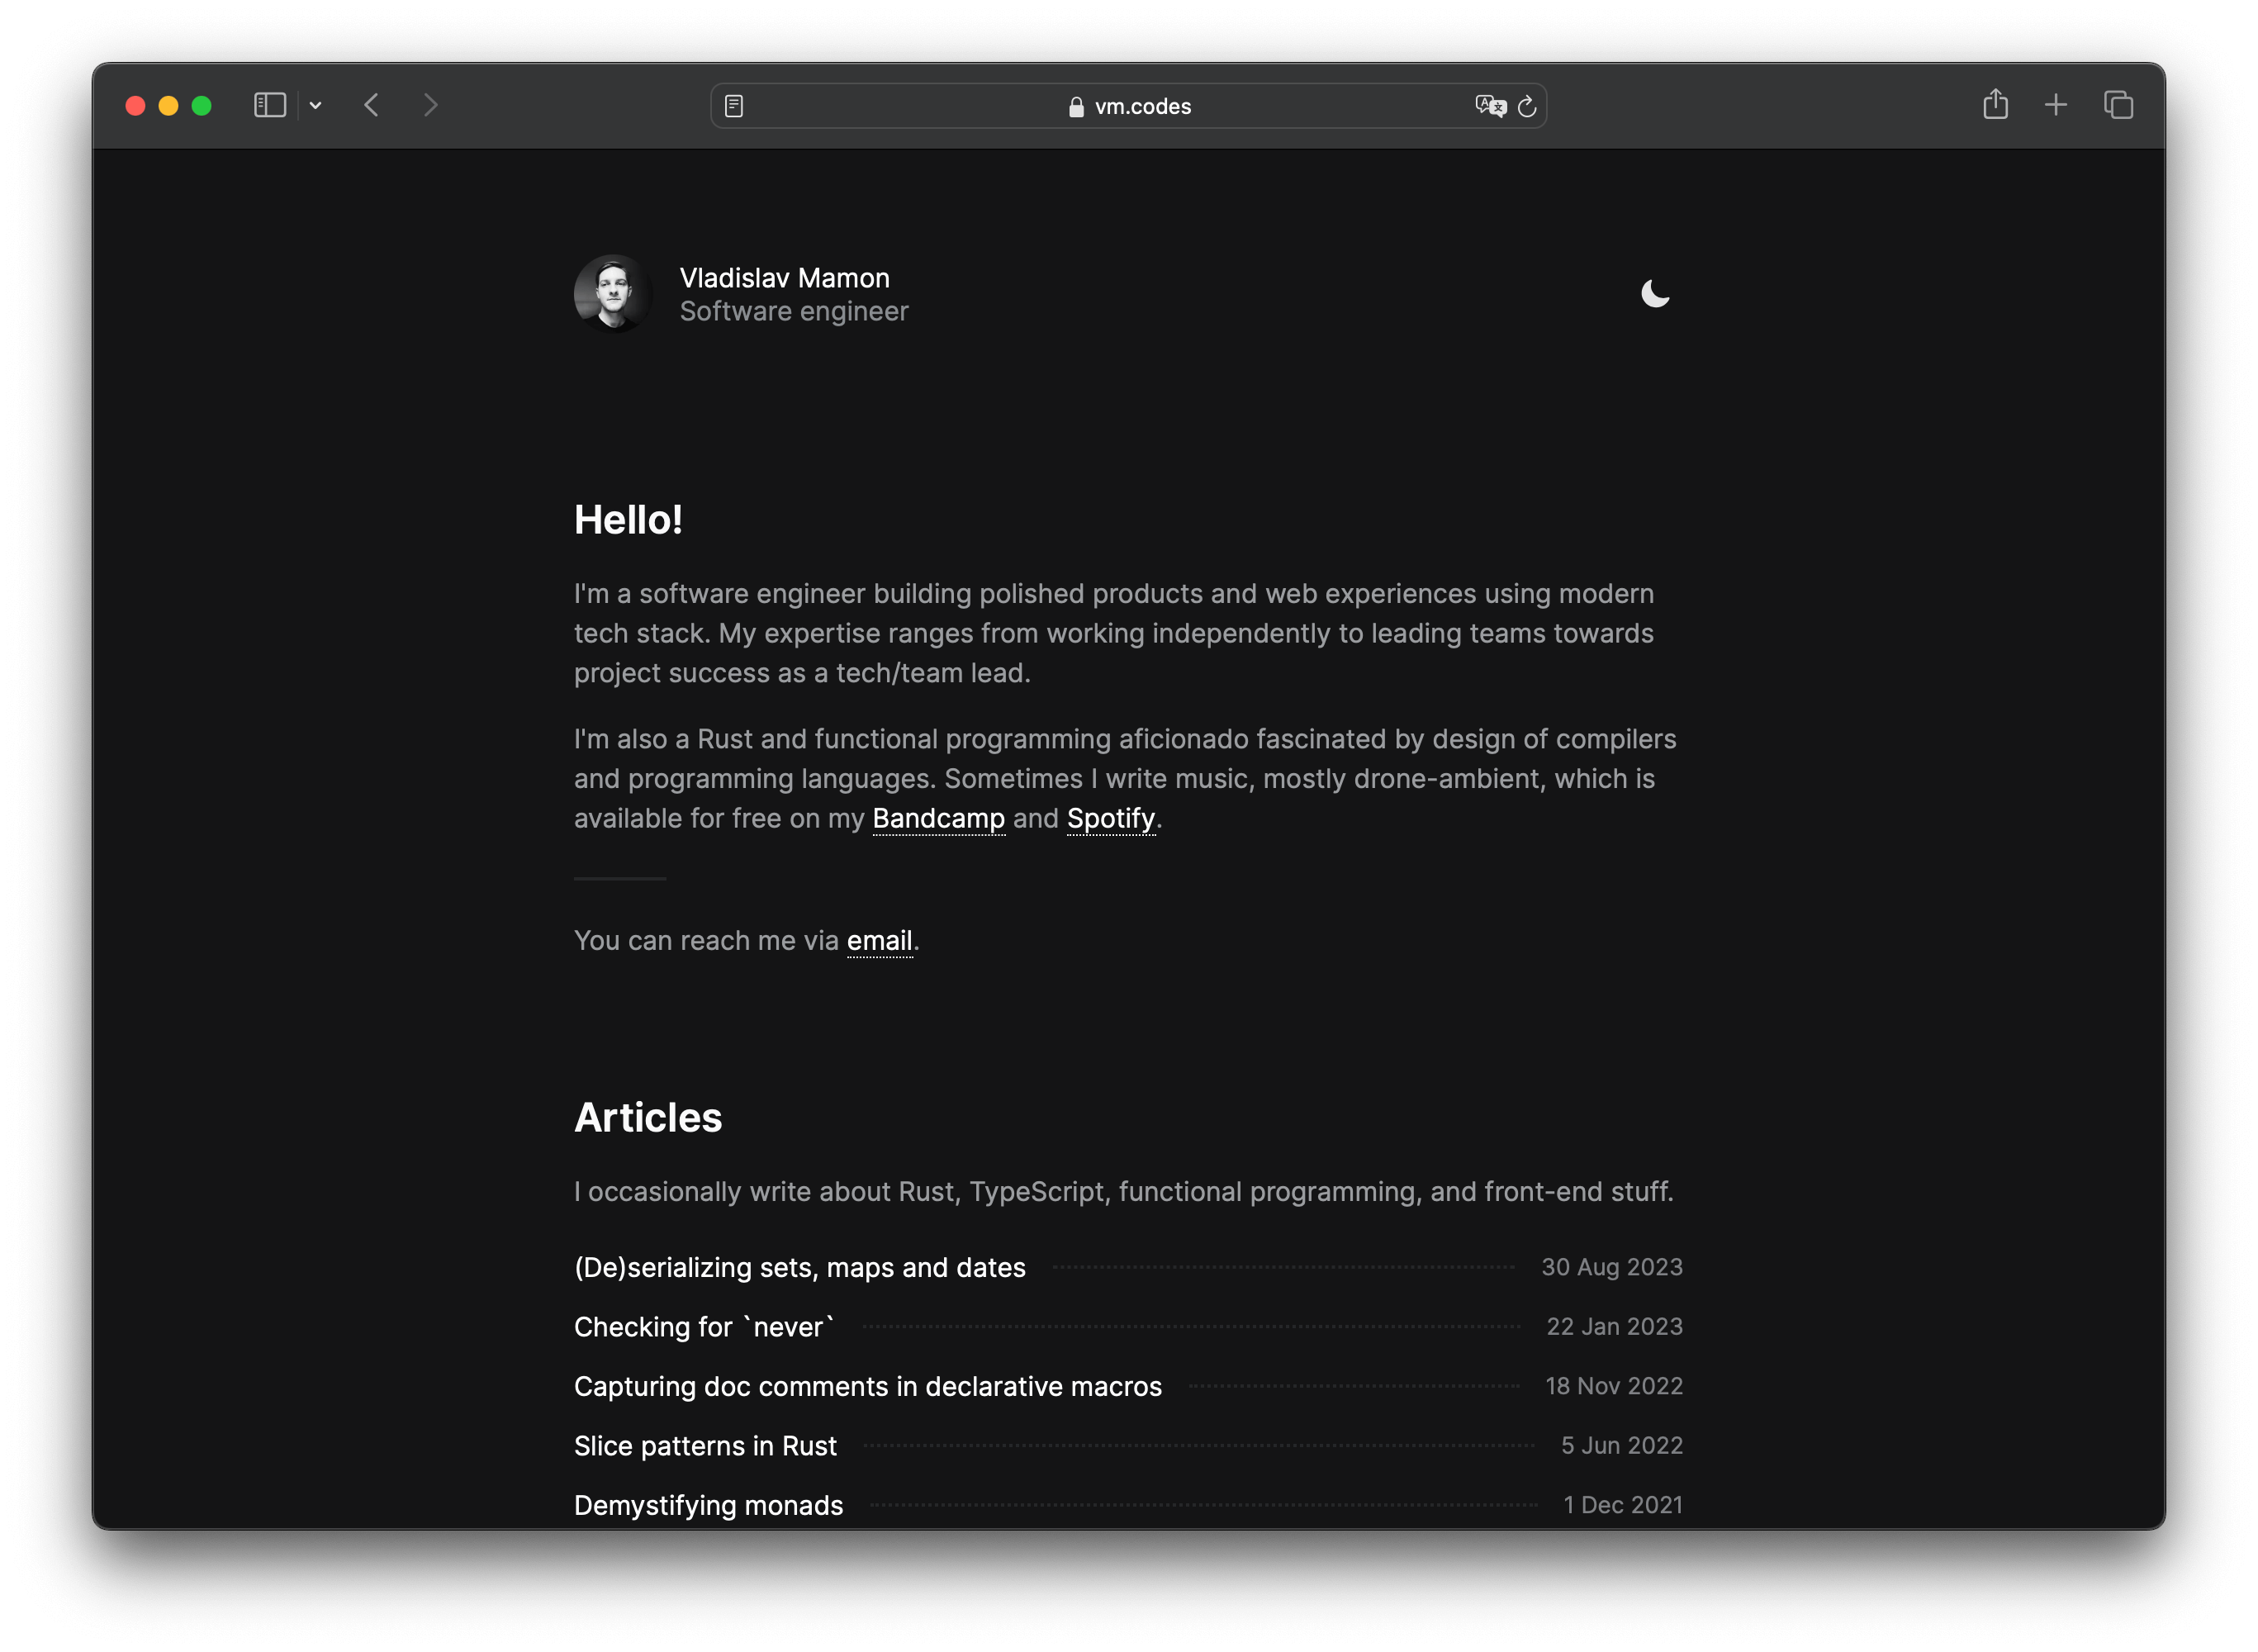 vm.codes
Vladislav Mamon
Software engineer
Hello!
I'm a software engineer building polished products and web experiences using modern
tech stack. My expertise ranges from working independently to leading teams towards
project success as a tech/team lead.
I'm also a Rust and functional programming aficionado fascinated by design of compilers
and programming languages. Sometimes I write music, mostly drone-ambient, which is
available for free on my Bandcamp and Spotify.
You can reach me via email.
Articles
I occasionally write about Rust, TypeScript, functional programming, and front-end stuff.
(De)serializing sets, maps and dates 30 Aug 2023
Checking for `never` 22 Jan 2023
Capturing doc comments in declarative macros 18 Nov 2022
Slice patterns in Rust 5 Jun 2022
Demystifying monads 1 Dec 2021